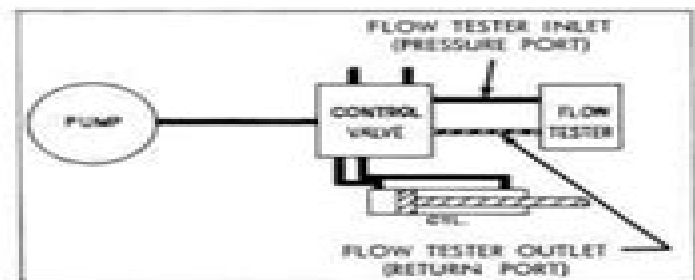 FLOW TESTER INLET
(PRESSURE PORT)
PUMP
CONTROL
VALVE
FLOW
TESTER
CYL.
FLOW TESTER OUTLET
(RETURN PORT)